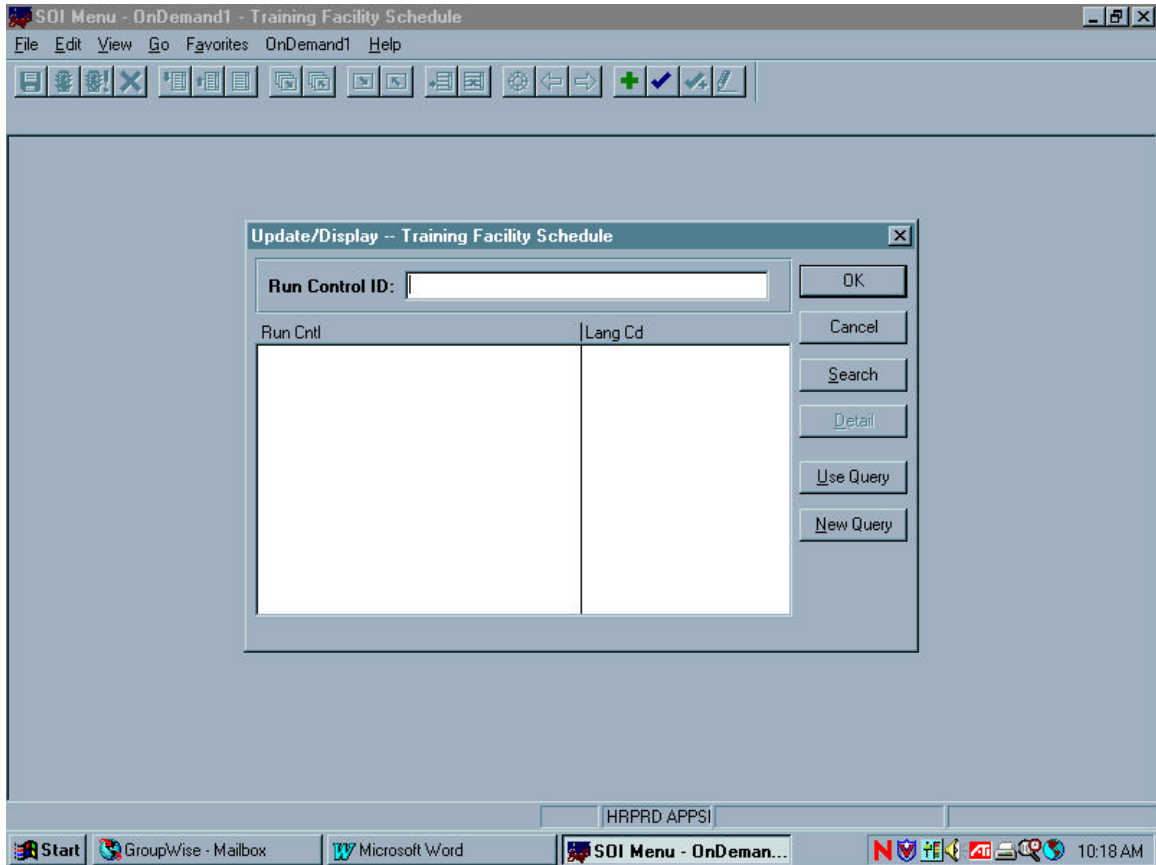 SOI Menu - OnDemand1 - Training Facility Schedule
File Edit View Go Favorites OnDemand1 Help
Update/Display -- Training Facility Schedule
Run Control ID:
OK
Run Cntl Lang Cd
Cancel
Search
Detail
Use Query
New Query
HRPRD APPSI
Start GroupWise - Mailbox Microsoft Word SOI Menu - OnDeman... 10:18 AM